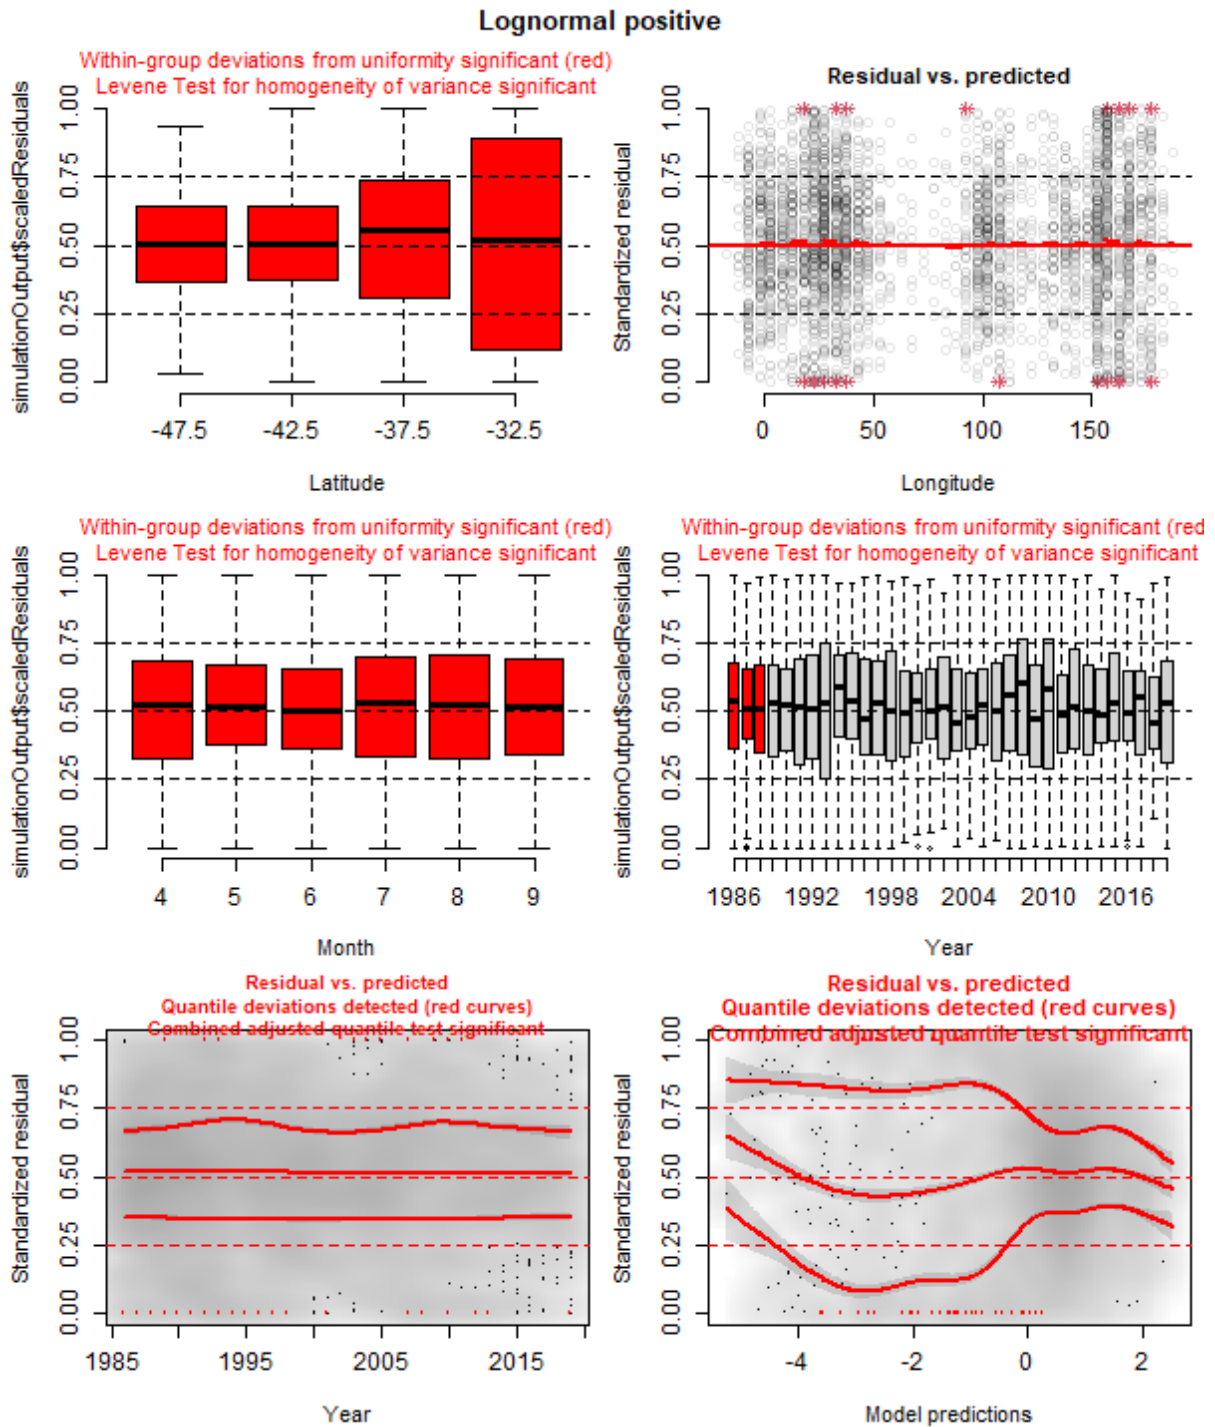 Lognormal positive
Within-group deviations from uniformity significant (red)
Levene Test for homogeneity of variance significant
simulationOutput$scaledResiduals
0.00 0.25 0.50 0.75 1.00
-47.5 -42.5 -37.5 -32.5
Latitude
Residual vs. predicted
Standardized residual
0.00 0.25 0.50 0.75 1.00
0 50 100 150
Longitude
Within-group deviations from uniformity significant (red)
Levene Test for homogeneity of variance significant
simulationOutput$scaledResiduals
0.00 0.25 0.50 0.75 1.00
4 5 6 7 8 9
Month
Within-group deviations from uniformity significant (red
Levene Test for homogeneity of variance significant
simulationOutput$scaledResiduals
0.00 0.25 0.50 0.75 1.00
1986 1992 1998 2004 2010 2016
Year
Residual vs. predicted
Quantile deviations detected (red curves)
Combined adjusted quantile test significant
Standardized residual
0.00 0.25 0.50 0.75 1.00
1985 1995 2005 2015
Year
Residual vs. predicted
Quantile deviations detected (red curves)
Combined adjusted quantile test significant
Standardized residual
0.00 0.25 0.50 0.75 1.00
-4 -2 0 2
Model predictions